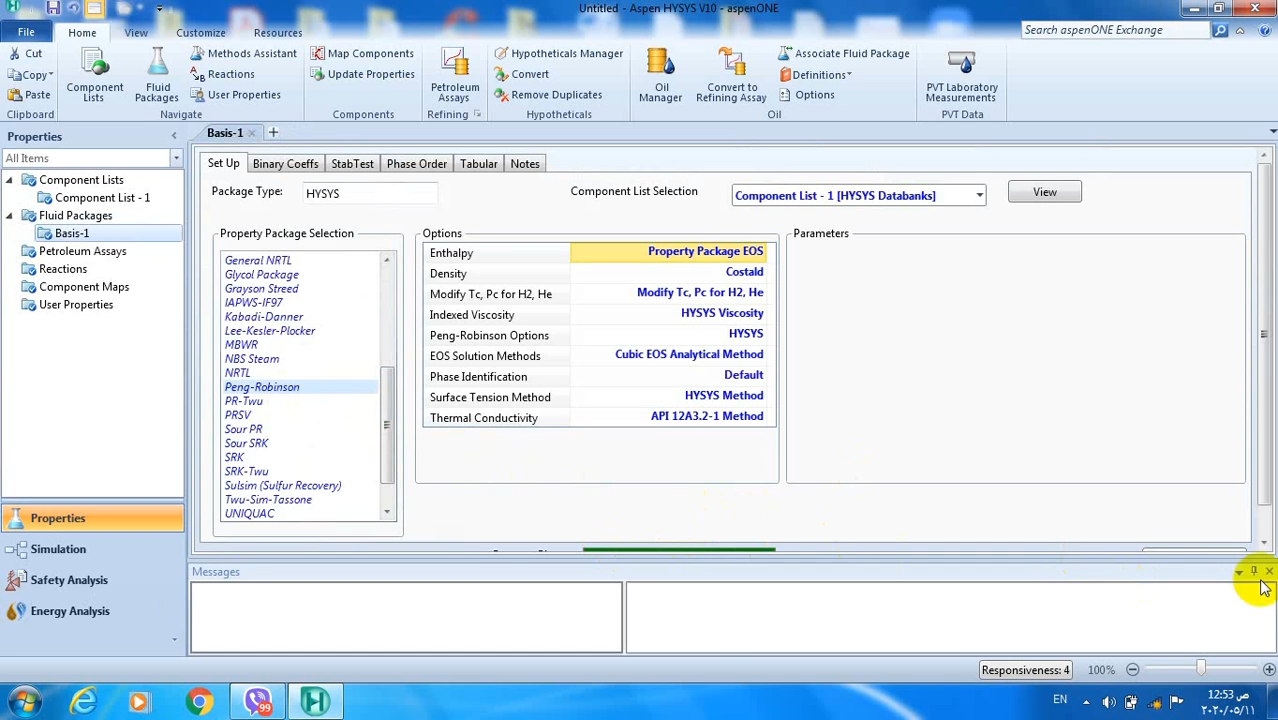 Untitled - Aspen HYSYS V10 - aspenONE
File
Home
View
Customize
Resources
Search aspenONE Exchange
Cut
Copy
Paste
Clipboard
Component Lists
Fluid Packages
Methods Assistant
Reactions
User Properties
Navigate
Map Components
Update Properties
Components
Petroleum Assays
Refining
Hypotheticals Manager
Convert
Remove Duplicates
Hypotheticals
Oil Manager
Convert to Refining Assay
Associate Fluid Package
Definitions
Options
Oil
PVT Laboratory Measurements
PVT Data
Properties
All Items
Component Lists
Component List - 1
Fluid Packages
Basis-1
Petroleum Assays
Reactions
Component Maps
User Properties
Properties
Simulation
Safety Analysis
Energy Analysis
Basis-1
Set Up
Binary Coeffs
StabTest
Phase Order
Tabular
Notes
Package Type:
HYSYS
Component List Selection
Component List - 1 [HYSYS Databanks]
View
Property Package Selection
General NRTL
Glycol Package
Grayson Streed
IAPWS-IF97
Kabadi-Danner
Lee-Kesler-Plocker
MBWR
NBS Steam
NRTL
Peng-Robinson
PR-Twu
PRSV
Sour PR
Sour SRK
SRK
SRK-Twu
Sulsim (Sulfur Recovery)
Twu-Sim-Tassone
UNIQUAC
Options
Enthalpy Property Package EOS
Density Costald
Modify Tc, Pc for H2, He Modify Tc, Pc for H2, He
Indexed Viscosity HYSYS Viscosity
Peng-Robinson Options HYSYS
EOS Solution Methods Cubic EOS Analytical Method
Phase Identification Default
Surface Tension Method HYSYS Method
Thermal Conductivity API 12A3.2-1 Method
Parameters
Messages
Responsiveness: 4
100%
99
EN
12:53 ص
٢٠٢٠/٠٥/١١